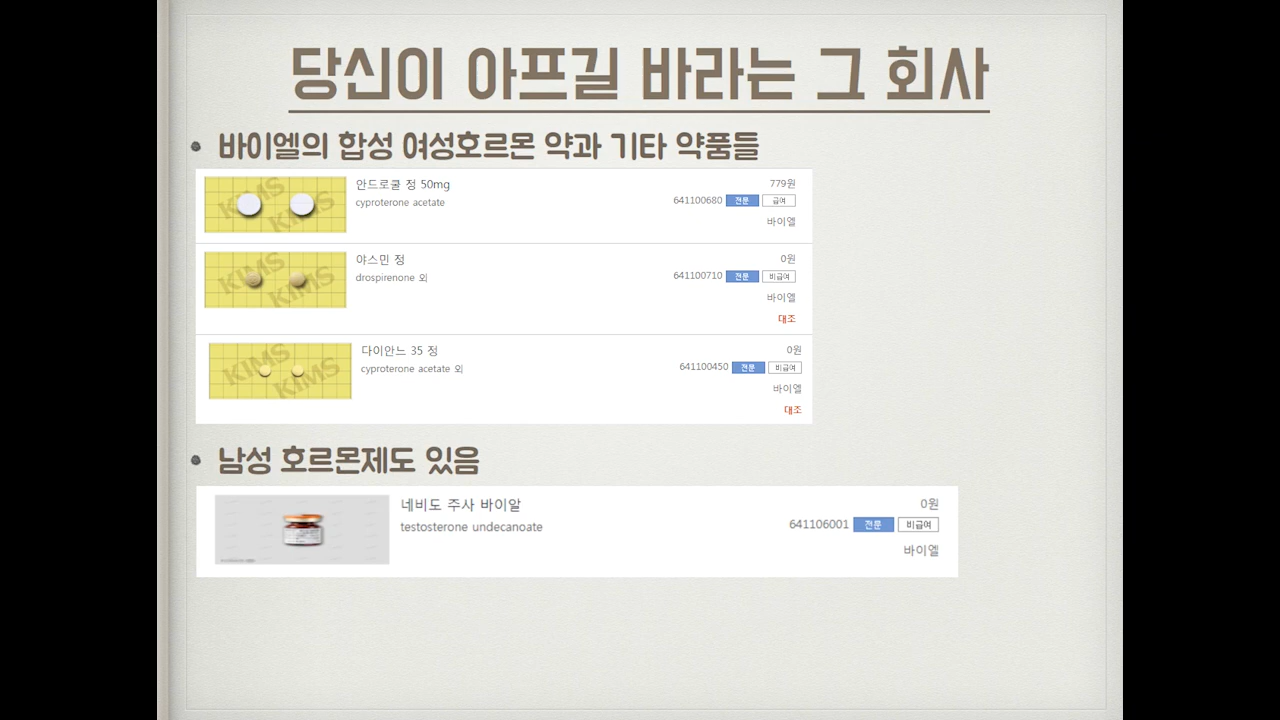 당신이 아프길 바라는 그 회사
바이엘의 합성 여성호르몬 약과 기타 약품들
KIMS KIMS
안드로쿨 정 50mg
cyproterone acetate
779원
641100680 전문 급여
바이엘
KIMS KIMS
야스민 정
drospirenone 외
0원
641100710 전문 비급여
바이엘
대조
KIMS KIMS
다이안느 35 정
cyproterone acetate 외
0원
641100450 전문 비급여
바이엘
대조
남성 호르몬제도 있음
네비도 주사 바이알
testosterone undecanoate
0원
641106001 전문 비급여
바이엘